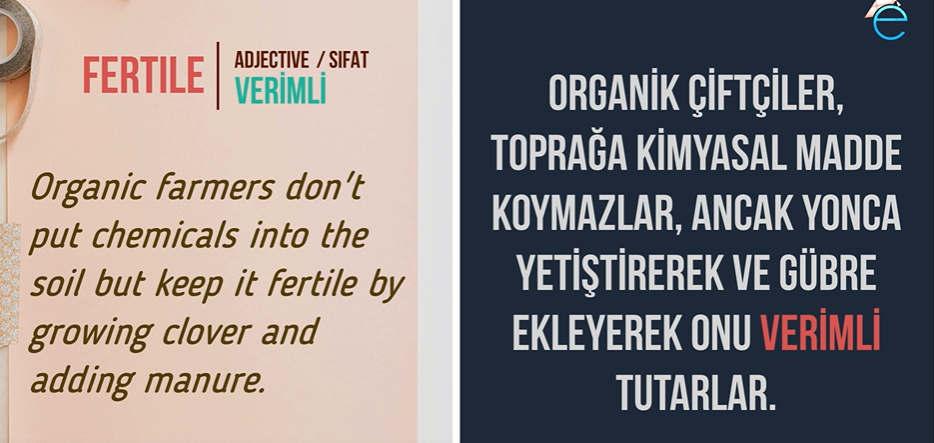 FERTILE
ADJECTIVE / SIFAT
VERİMLİ
Organic farmers don't
put chemicals into the
soil but keep it fertile by
growing clover and
adding manure.
e
ORGANİK ÇİFTÇİLER,
TOPRAĞA KİMYASAL MADDE
KOYMAZLAR, ANCAK YONCA
YETİŞTİREREK VE GÜBRE
EKLEYEREK ONU VERİMLİ
TUTARLAR.